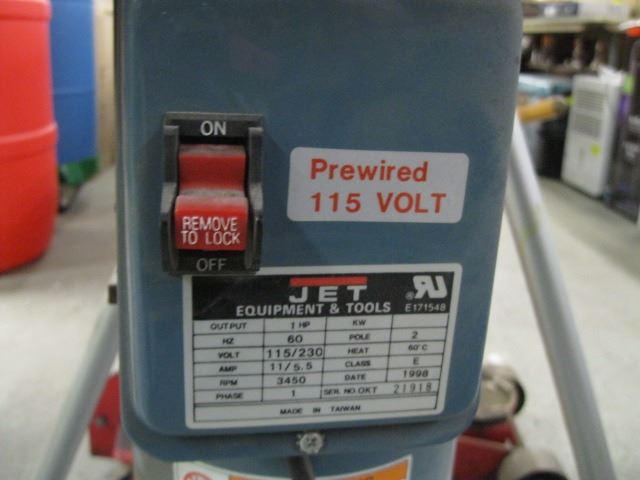 ON
REMOVE
TO LOCK
OFF
Prewired
115 VOLT
JET
EQUIPMENT & TOOLS
E171548
OUTPUT 1 HP KW
HZ 60 POLE 2
VOLT 115/230 HEAT 60°C
AMP 11/5.5 CLASS E
RPM 3450 DATE 1998
PHASE 1 SER. NO.OKT 21918
MADE IN TAIWAN